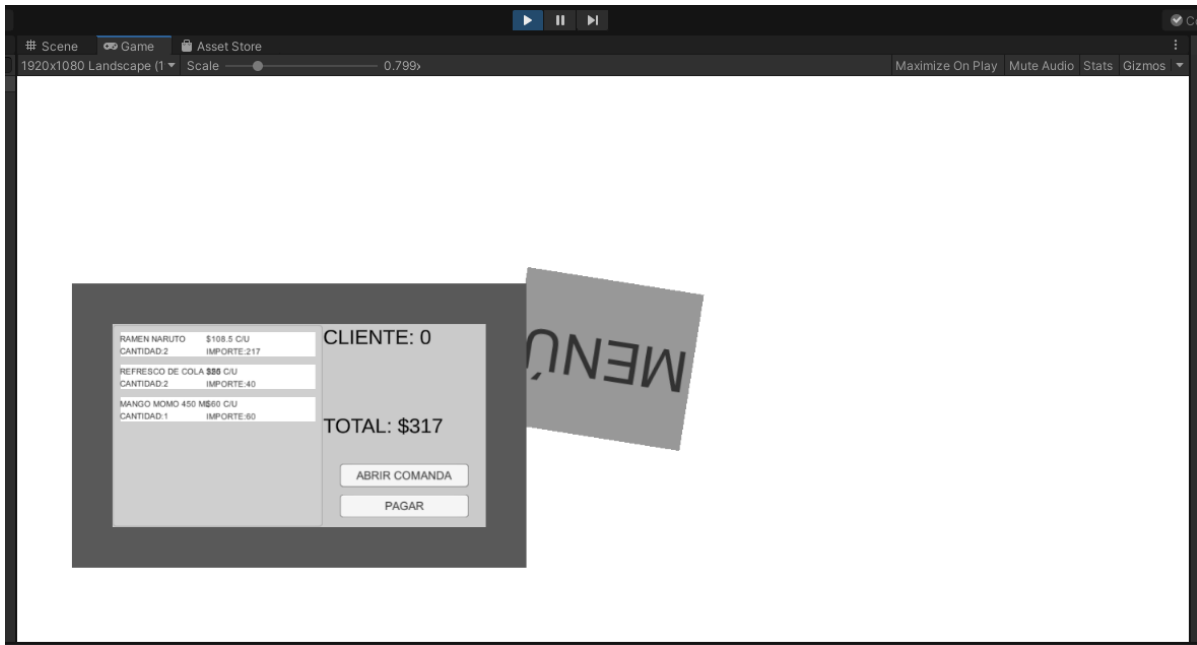 Scene Game Asset Store
1920x1080 Landscape (1 Scale 0.799x Maximize On Play Mute Audio Stats Gizmos
RAMEN NARUTO $108.5 C/U
CANTIDAD:2 IMPORTE:217
REFRESCO DE COLA C/U
CANTIDAD:2 IMPORTE:40
MANGO MOMO 450 $60 C/U
CANTIDAD:1 IMPORTE:60
CLIENTE: 0
TOTAL: $317
ABRIR COMANDA
PAGAR
MENÚ